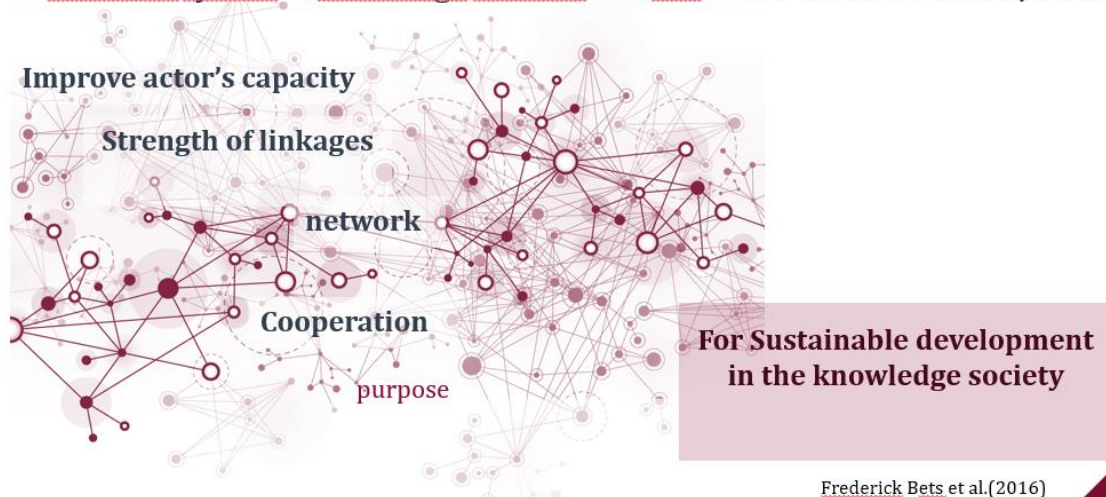 Improve actor’s capacity
Strength of linkages
network
Cooperation
purpose
For Sustainable development
in the knowledge society
Frederick Bets et al.(2016)